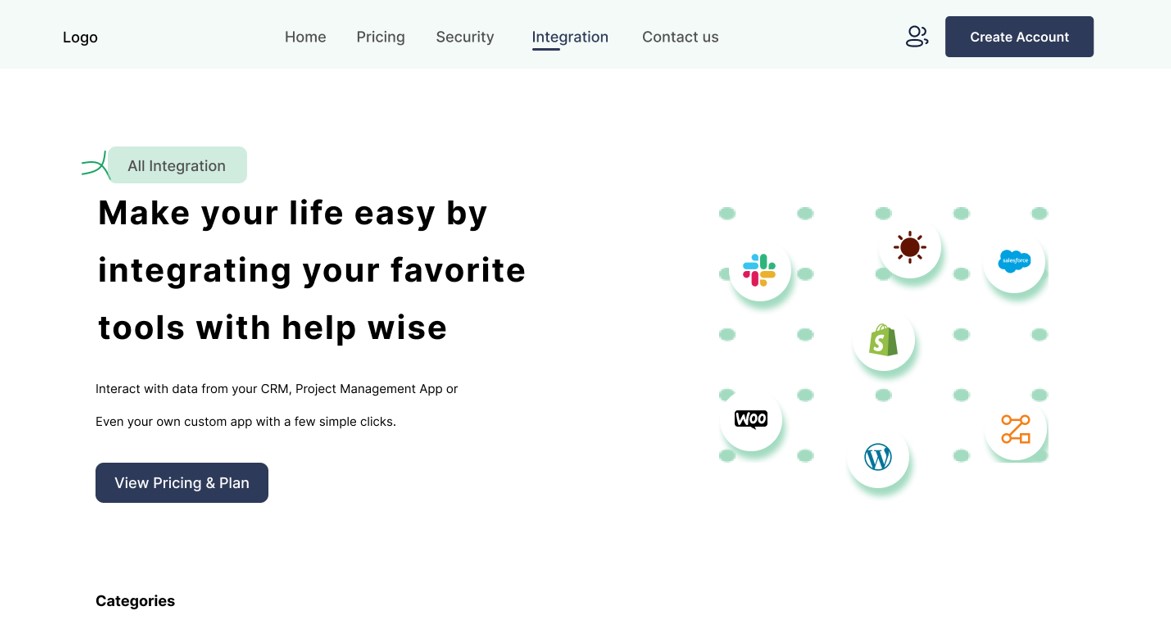 Logo
Home
Pricing
Security
Integration
Contact us
Create Account
All Integration
Make your life easy by
integrating your favorite
tools with help wise
Interact with data from your CRM, Project Management App or
Even your own custom app with a few simple clicks.
View Pricing & Plan
salesforce
S
Woo
W
Categories